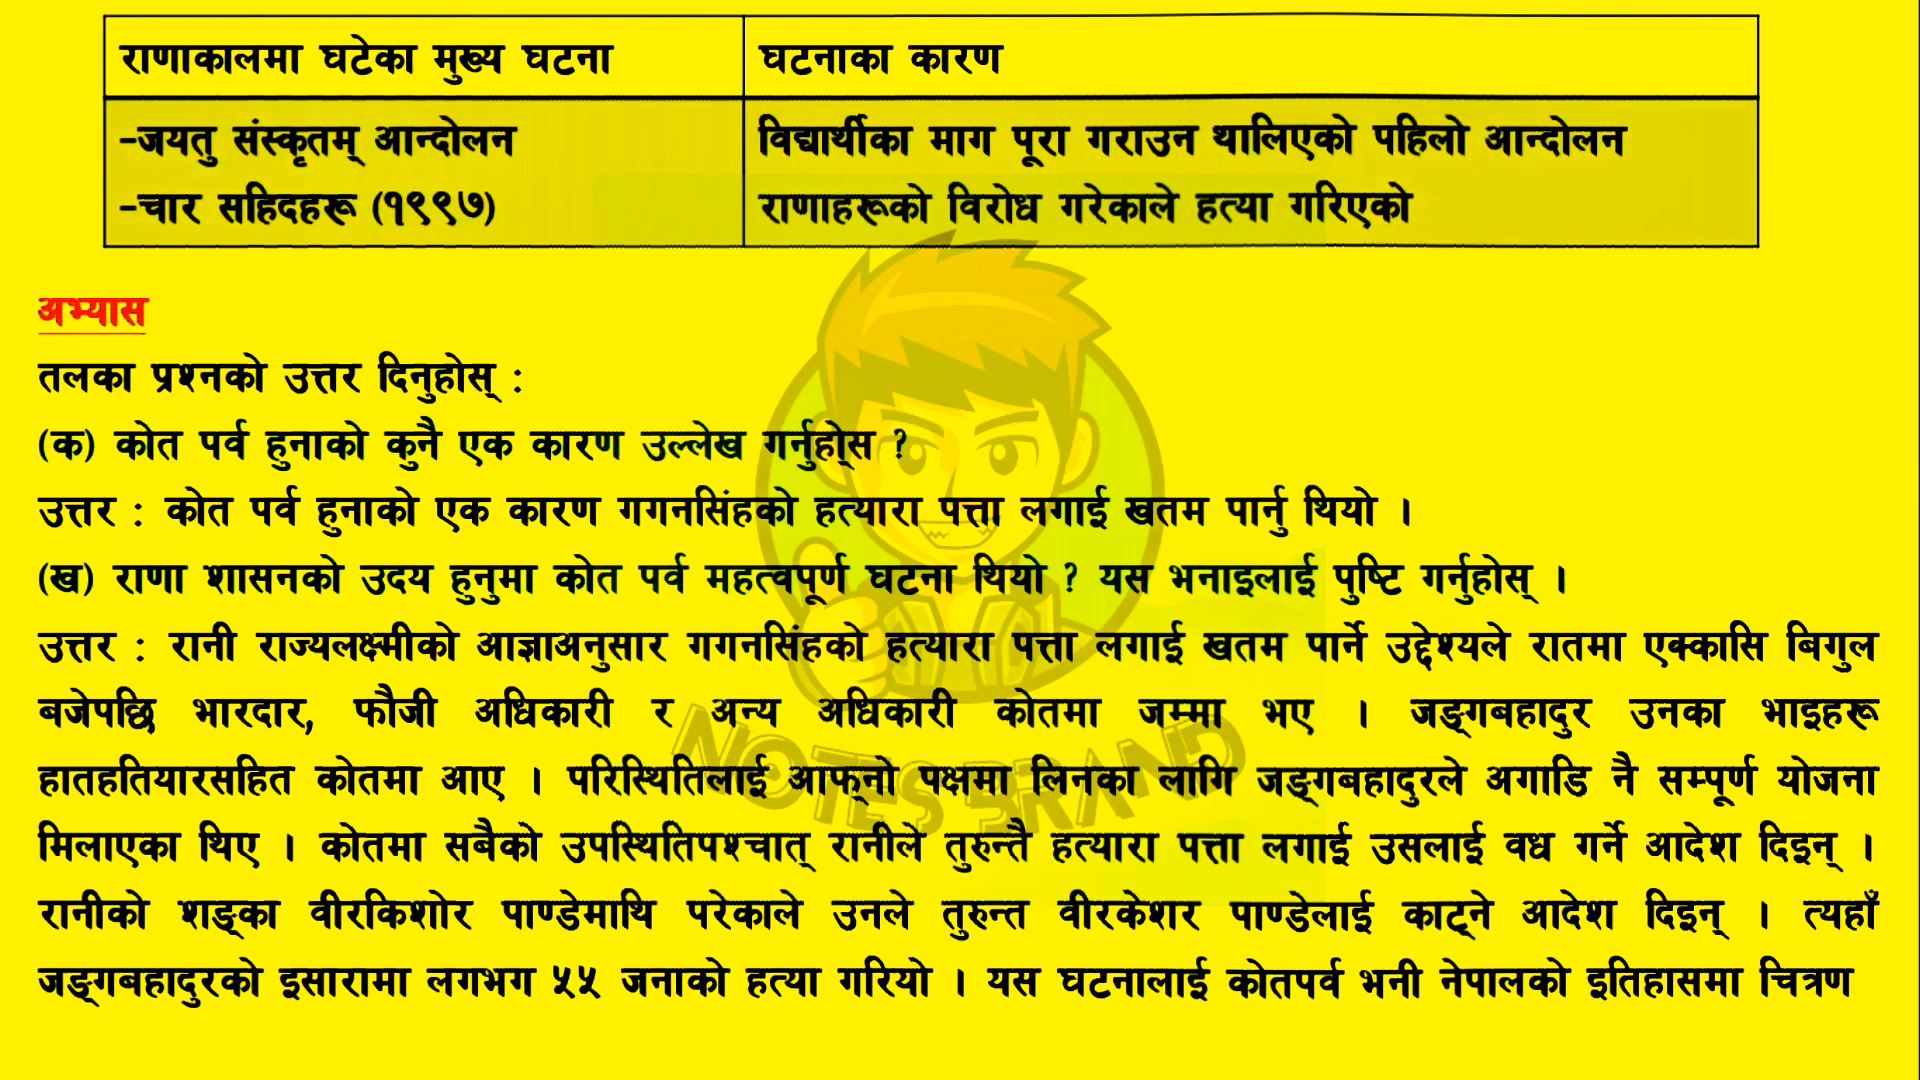 राणाकालमा घटेका मुख्य घटना घटनाका कारण
-जयतु संस्कृतम् आन्दोलन विद्यार्थीका माग पूरा गराउन थालिएको पहिलो आन्दोलन
-चार सहिदहरू (१९९७) राणाहरूको विरोध गरेकाले हत्या गरिएको
अभ्यास
तलका प्रश्नको उत्तर दिनुहोस् :
(क) कोत पर्व हुनाको कुनै एक कारण उल्लेख गर्नुहो्स ?
उत्तर : कोत पर्व हुनाको एक कारण गगनसिंहको हत्यारा पत्ता लगाई खतम पार्नु थियो ।
(ख) राणा शासनको उदय हुनुमा कोत पर्व महत्वपूर्ण घटना थियो ? यस भनाइलाई पुष्टि गर्नुहोस् ।
उत्तर : रानी राज्यलक्ष्मीको आज्ञाअनुसार गगनसिंहको हत्यारा पत्ता लगाई खतम पार्ने उद्देश्यले रातमा एक्कासि बिगुल
बजेपछि भारदार, फौजी अधिकारी र अन्य अधिकारी कोतमा जम्मा भए । जङ्गबहादुर उनका भाइहरू
हातहतियारसहित कोतमा आए । परिस्थितिलाई आफ्नो पक्षमा लिनका लागि जङ्गबहादुरले अगाडि नै सम्पूर्ण योजना
मिलाएका थिए । कोतमा सबैको उपस्थितिपश्चात् रानीले तुरुन्तै हत्यारा पत्ता लगाई उसलाई वध गर्ने आदेश दिइन् ।
रानीको शङ्का वीरकिशोर पाण्डेमाथि परेकाले उनले तुरुन्त वीरकेशर पाण्डेलाई काट्ने आदेश दिइन् । त्यहाँ
जङ्गबहादुरको इसारामा लगभग ५५ जनाको हत्या गरियो । यस घटनालाई कोतपर्व भनी नेपालको इतिहासमा चित्रण
NOTES BRAND